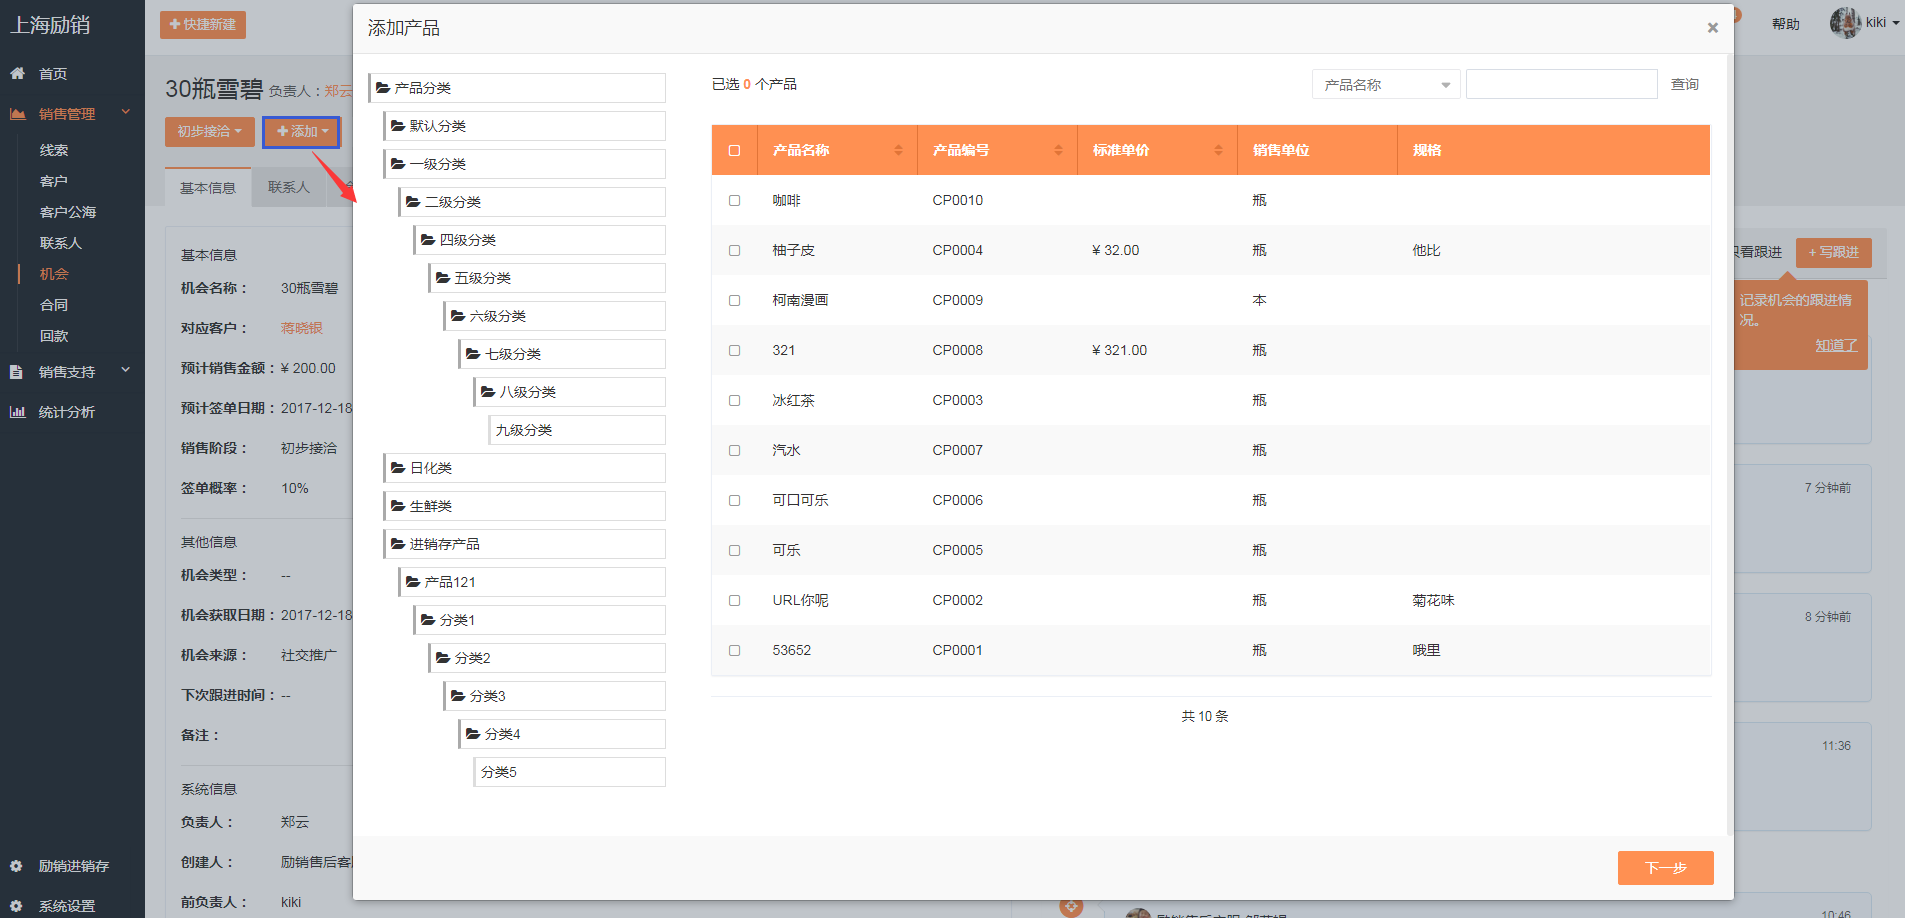 上海励销
首页
销售管理
线索
客户
客户公海
联系人
机会
合同
回款
销售支持
统计分析
励销进销存
系统设置
快捷新建
帮助
kiki
30瓶雪碧 负责人：郑云
初步接洽
添加
基本信息
联系人
基本信息
机会名称： 30瓶雪碧
对应客户： 蒋晓银
预计销售金额： ¥ 200.00
预计签单日期： 2017-12-18
销售阶段： 初步接洽
签单概率： 10%
其他信息
机会类型： --
机会获取日期： 2017-12-18
机会来源： 社交推广
下次跟进时间： --
备注：
系统信息
负责人： 郑云
创建人： 励销售后客
前负责人： kiki
添加产品
×
产品分类
默认分类
一级分类
二级分类
四级分类
五级分类
六级分类
七级分类
八级分类
九级分类
日化类
生鲜类
进销存产品
产品121
分类1
分类2
分类3
分类4
分类5
已选 0 个产品
产品名称
查询
产品名称 产品编号 标准单价 销售单位 规格
咖啡 CP0010 瓶
柚子皮 CP0004 ¥ 32.00 瓶 他比
柯南漫画 CP0009 本
321 CP0008 ¥ 321.00 瓶
冰红茶 CP0003 瓶
汽水 CP0007 瓶
可口可乐 CP0006 瓶
可乐 CP0005 瓶
URL你呢 CP0002 瓶 菊花味
53652 CP0001 瓶 哦里
共 10 条
下一步
只看跟进
+ 写跟进
记录机会的跟进情
况。
知道了
7 分钟前
8 分钟前
11:36
10:46